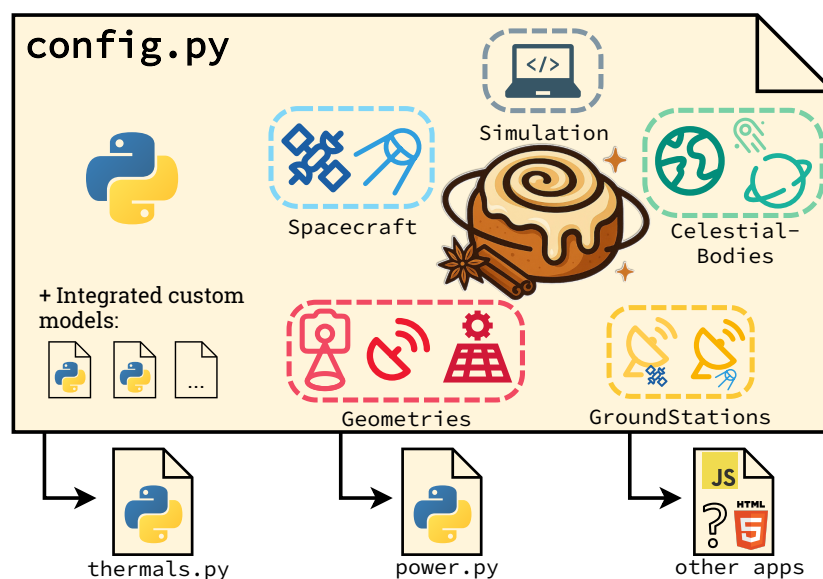 config.py
</>
Simulation
Spacecraft
Celestial-
Bodies
+ Integrated custom
models:
...
Geometries
GroundStations
JS
?
HTML
5
thermals.py
power.py
other apps